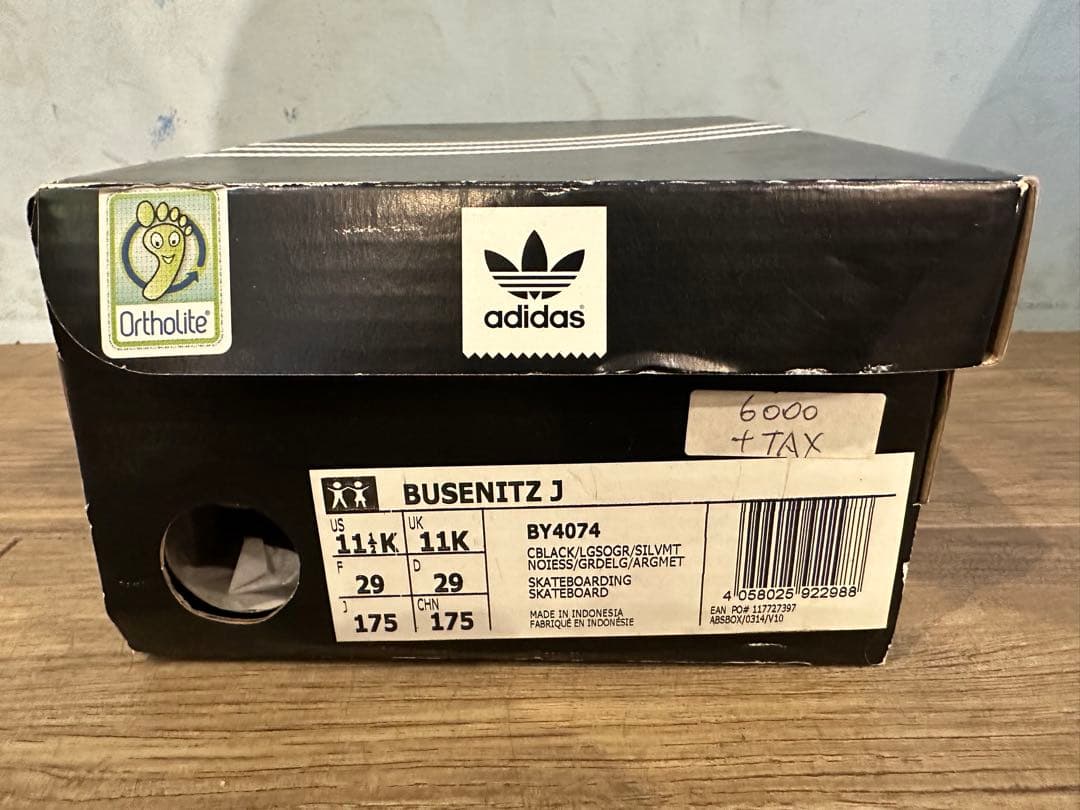 Ortholite®
adidas®
6000
+ TAX
BUSENITZ J
US
11½K
UK
11K
F
29
D
29
J
175
CHN
175
BY4074
CBLACK/LGSOGR/SILVMT
NOIESS/GRDELG/ARGMET
SKATEBOARDING
SKATEBOARD
MADE IN INDONESIA
FABRIQUÉ EN INDONÉSIE
4 058025 922988
EAN PO# 117727397
ABSBOX/0314/V10